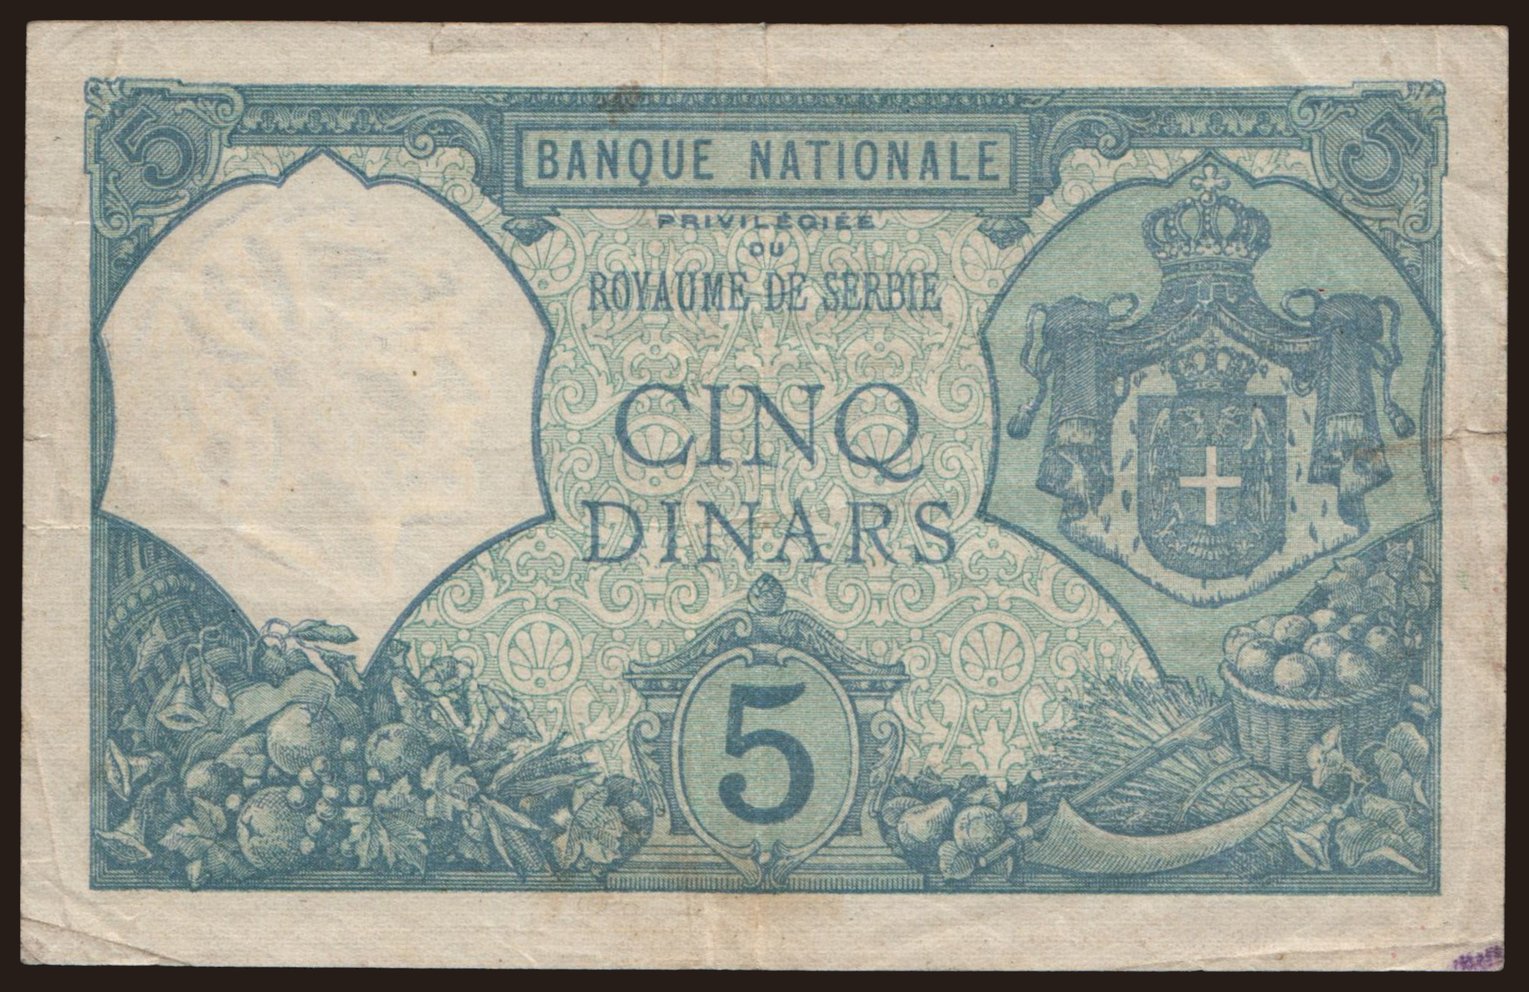 5 5
BANQUE NATIONALE
PRIVILÉGIÉE
DU
ROYAUME DE SERBIE
CINQ
DINARS
5